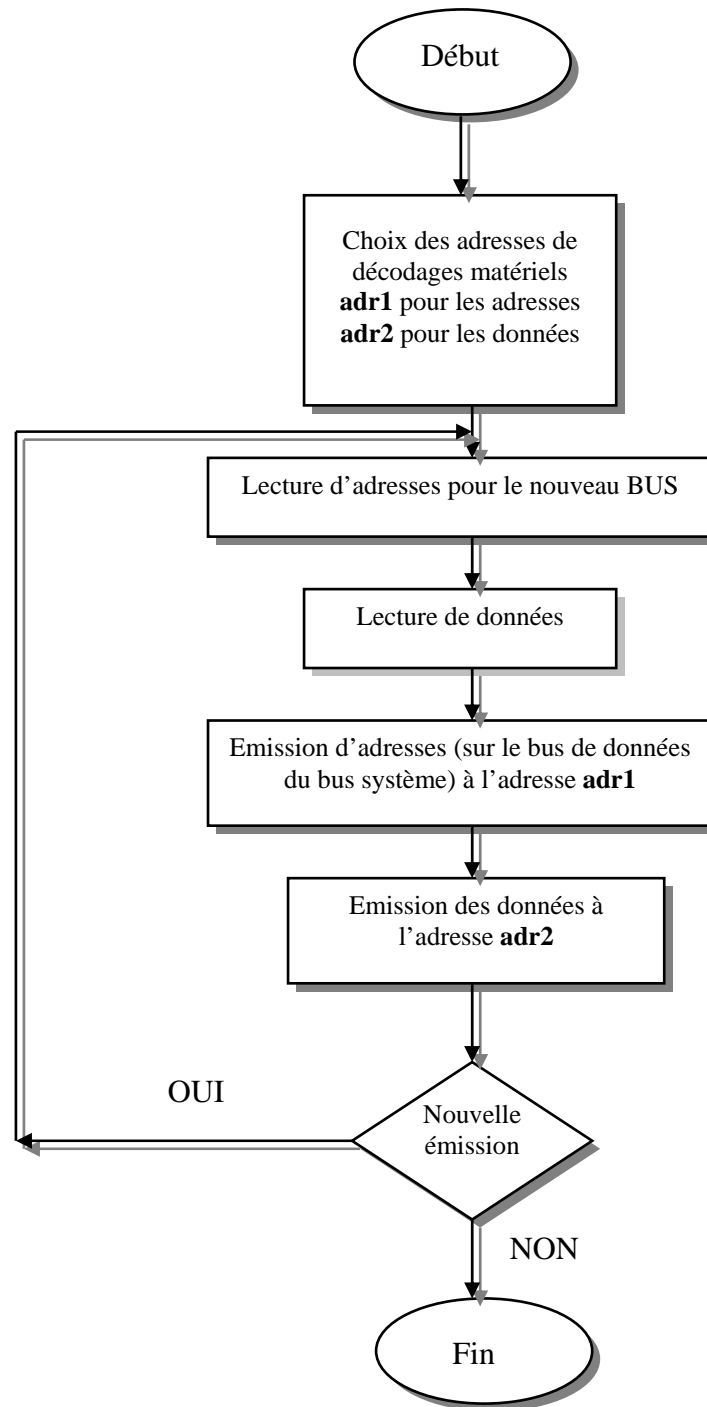 Début
Choix des adresses de
décodages matériels
adr1 pour les adresses
adr2 pour les données
Lecture d’adresses pour le nouveau BUS
Lecture de données
Emission d’adresses (sur le bus de données
du bus système) à l’adresse adr1
Emission des données à
l’adresse adr2
OUI
Nouvelle
émission
NON
Fin